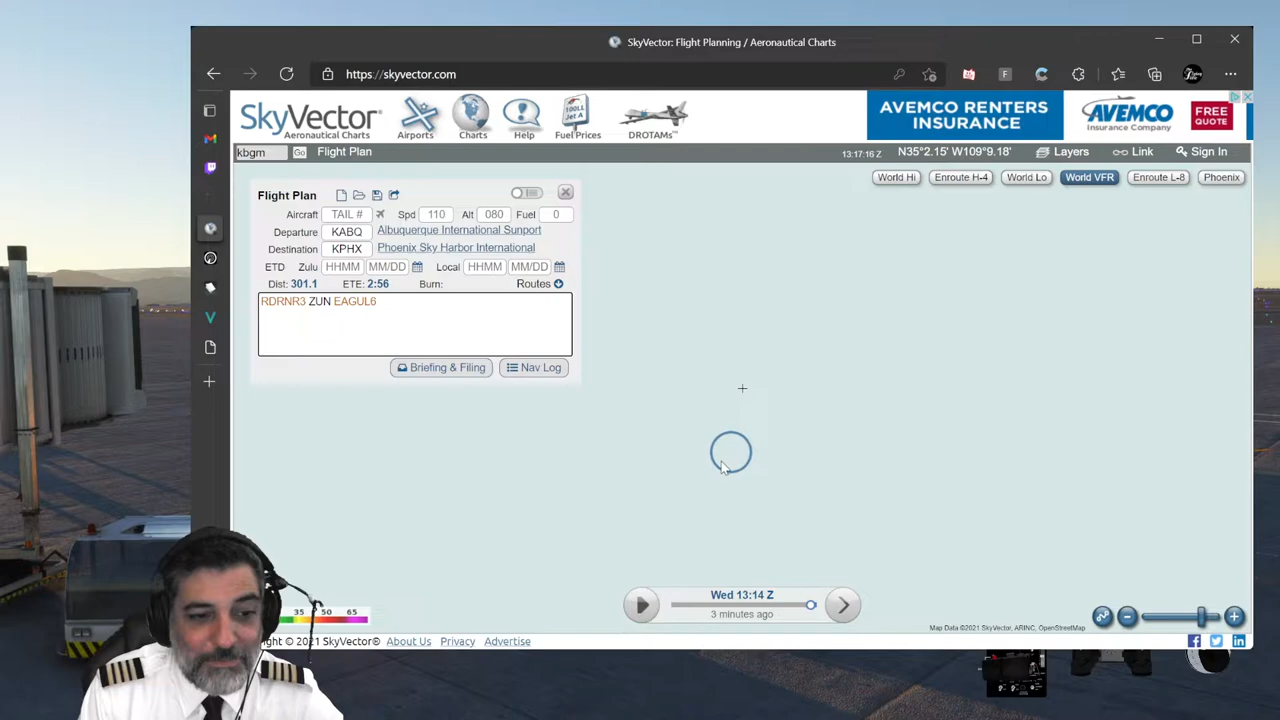 SkyVector: Flight Planning / Aeronautical Charts
https://skyvector.com
F
SkyVector
Aeronautical Charts
Airports
Charts
Help
100LL
Jet A
Fuel Prices
DROTAMs™
AVEMCO RENTERS
INSURANCE
AVEMCO
Insurance Company
FREE
QUOTE
kbgm Go Flight Plan 13:17:16 Z N35°2.15' W109°9.18' Layers Link Sign In
World Hi Enroute H-4 World Lo World VFR Enroute L-8 Phoenix
Flight Plan
Aircraft TAIL # Spd 110 Alt 080 Fuel 0
Departure KABQ Albuquerque International Sunport
Destination KPHX Phoenix Sky Harbor International
ETD Zulu HHMM MM/DD Local HHMM MM/DD
Dist: 301.1 ETE: 2:56 Burn: Routes
RDRNR3 ZUN EAGUL6
Briefing & Filing Nav Log
Wed 13:14 Z
3 minutes ago
35 50 65
Map Data ©2021 SkyVector, ARINC, OpenStreetMap
ght © 2021 SkyVector® About Us Privacy Advertise